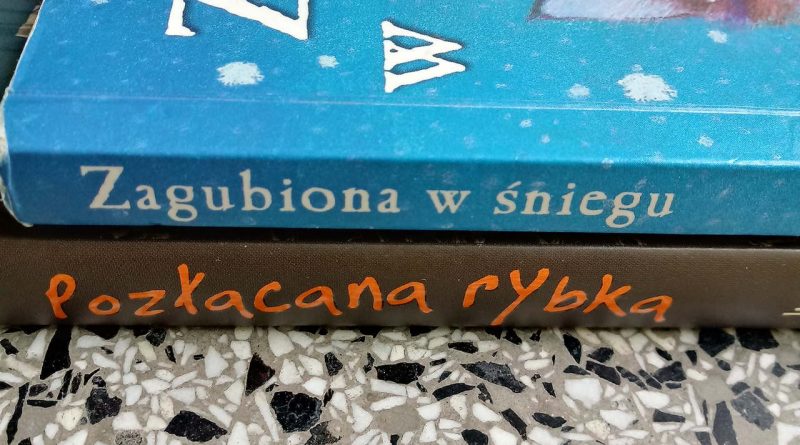 Z
w
Zagubiona w śniegu
Pozłacana rybka